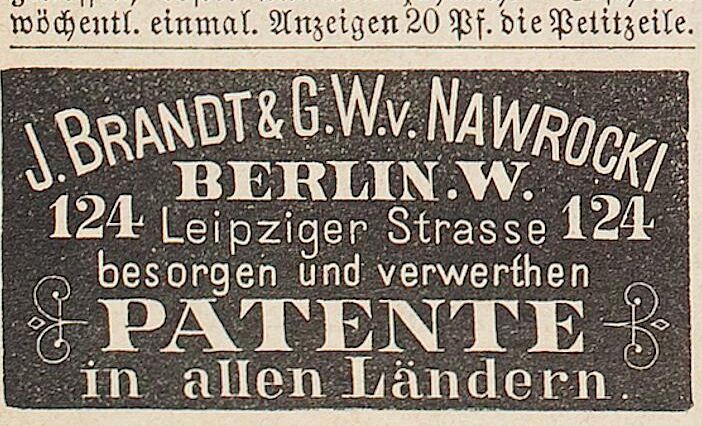 wöchentl. einmal. Anzeigen 20 Pf. die Petitzeile.
J. BRANDT & G.W.v. NAWROCKI
BERLIN.W.
124 Leipziger Strasse 124
besorgen und verwerthen
PATENTE
in allen Ländern.